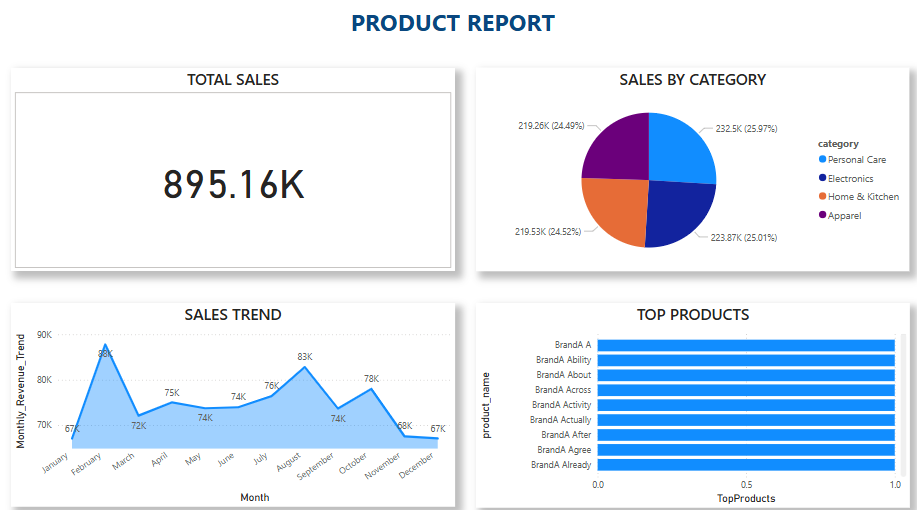 PRODUCT REPORT
TOTAL SALES
895.16K
SALES BY CATEGORY
219.26K (24.49%)
232.5K (25.97%)
219.53K (24.52%)
223.87K (25.01%)
category
Personal Care
Electronics
Home & Kitchen
Apparel
SALES TREND
Monthly_Revenue_Trend
90K
80K
70K
67K
88K
72K
75K
74K
74K
76K
83K
74K
78K
68K
67K
January
February
March
April
May
June
July
August
September
October
November
December
Month
TOP PRODUCTS
product_name
BrandA A
BrandA Ability
BrandA About
BrandA Across
BrandA Activity
BrandA Actually
BrandA After
BrandA Agree
BrandA Already
0.0
0.5
1.0
TopProducts